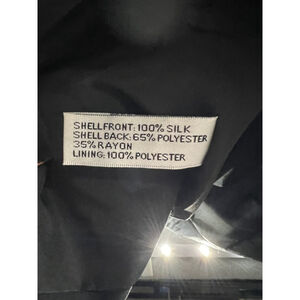 SHELLFRONT: 100% SILK
SHELL BACK: 65% POLYESTER
35% RAYON
LINING: 100% POLYESTER